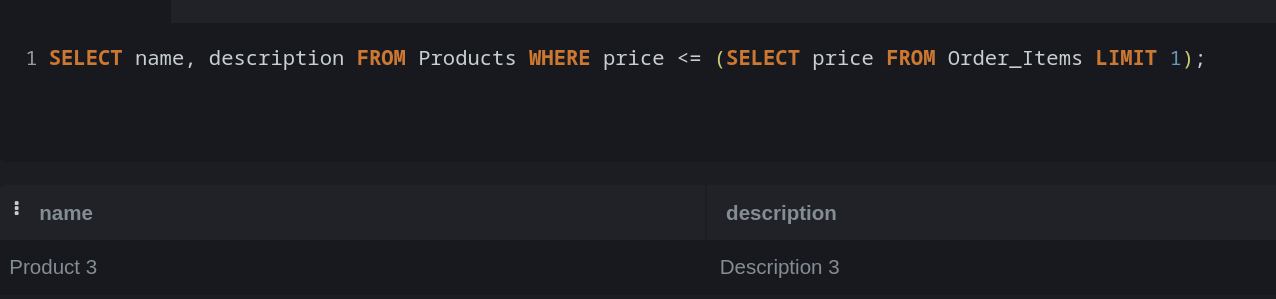 1 SELECT name, description FROM Products WHERE price <= (SELECT price FROM Order_Items LIMIT 1);
name description
Product 3 Description 3